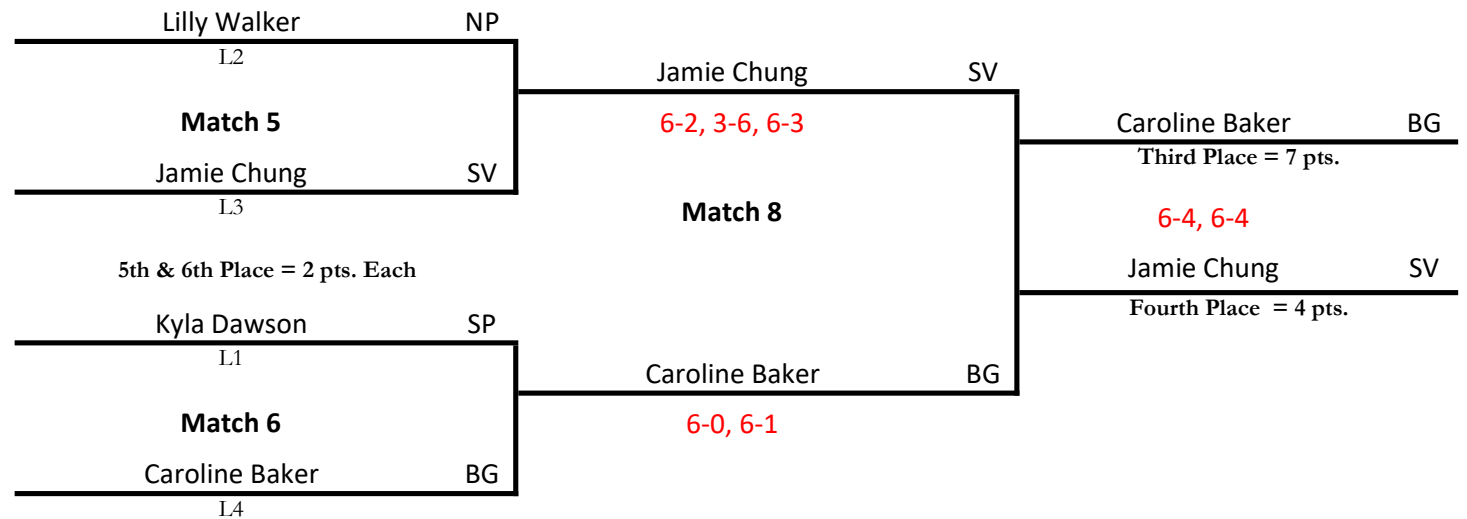 Lilly Walker NP
L2
Match 5
Jamie Chung SV
L3
5th & 6th Place = 2 pts. Each
Kyla Dawson SP
L1
Match 6
Caroline Baker BG
L4
Jamie Chung SV
6-2, 3-6, 6-3
Match 8
Caroline Baker BG
6-0, 6-1
Caroline Baker BG
Third Place = 7 pts.
6-4, 6-4
Jamie Chung SV
Fourth Place = 4 pts.